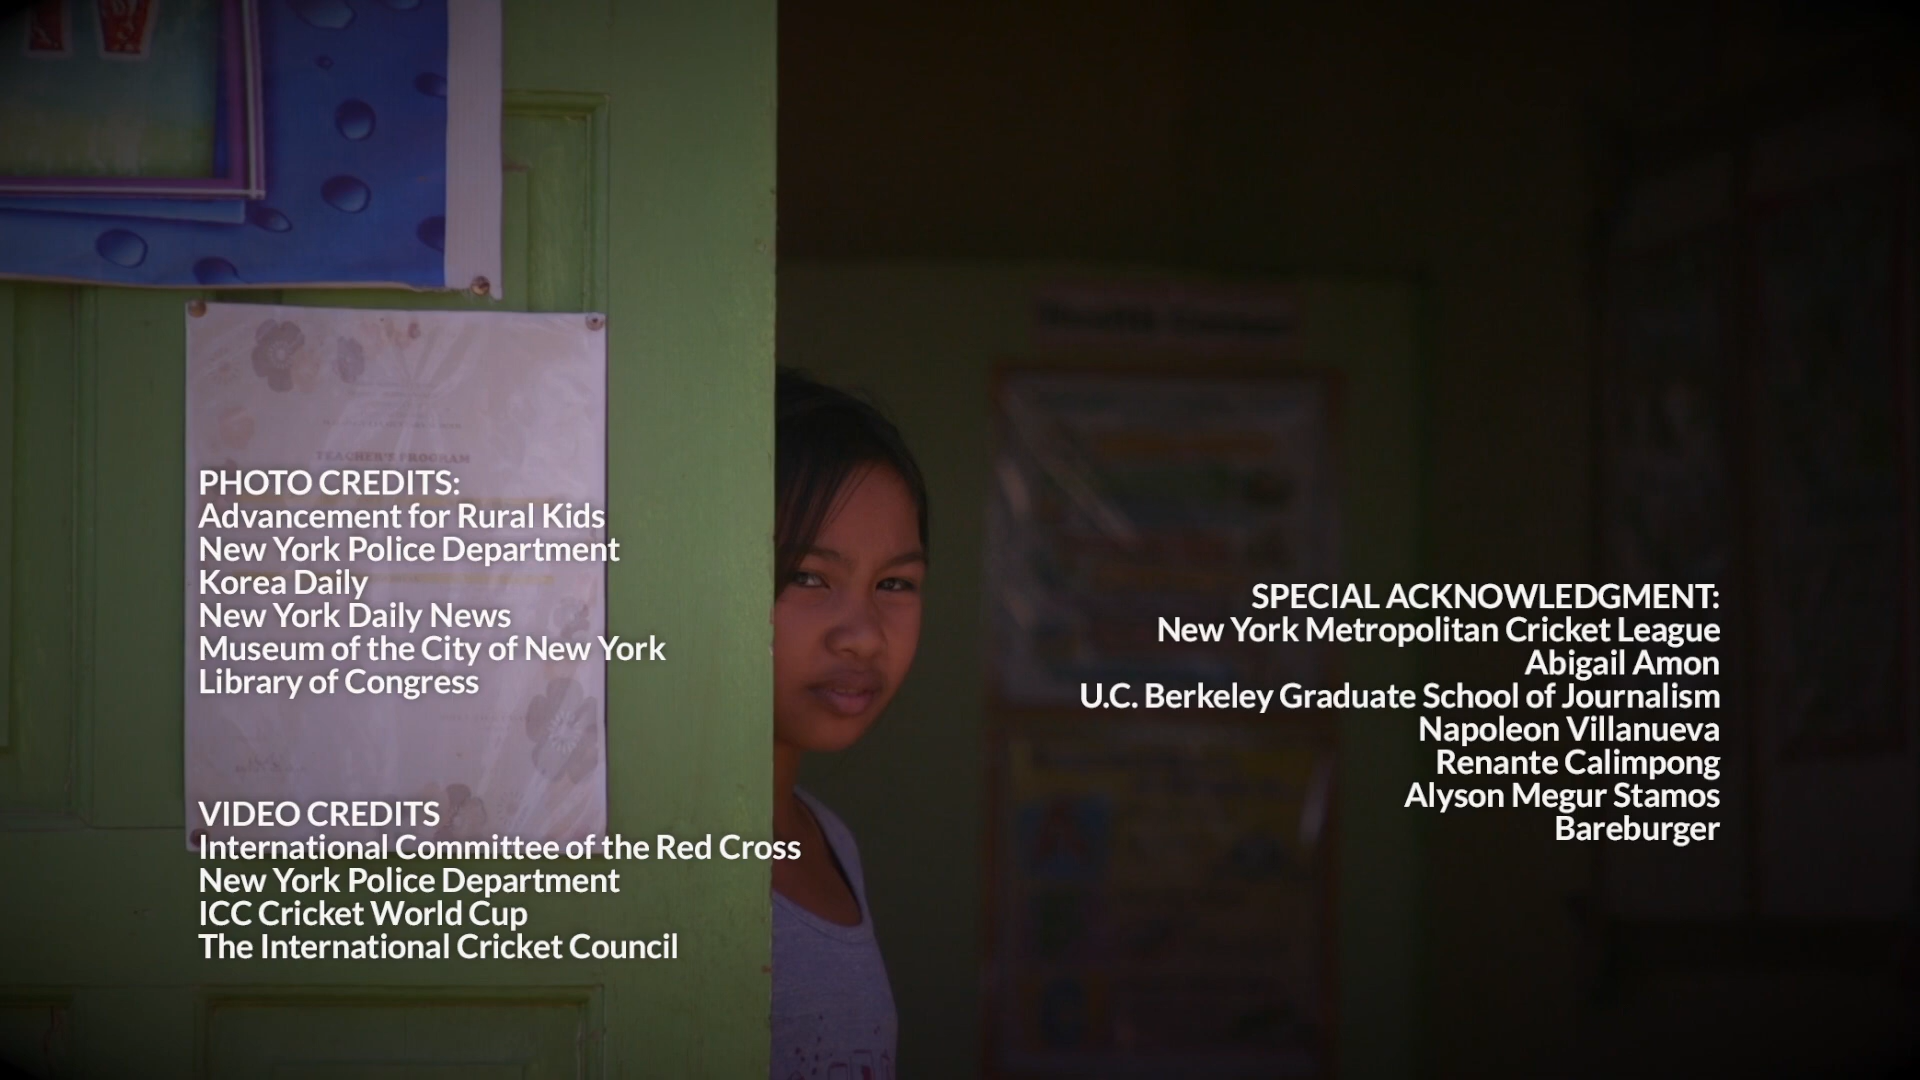 TEACHER'S PROGRAM
PHOTO CREDITS:
Advancement for Rural Kids
New York Police Department
Korea Daily
New York Daily News
Museum of the City of New York
Library of Congress
VIDEO CREDITS
International Committee of the Red Cross
New York Police Department
ICC Cricket World Cup
The International Cricket Council
SPECIAL ACKNOWLEDGMENT:
New York Metropolitan Cricket League
Abigail Amon
U.C. Berkeley Graduate School of Journalism
Napoleon Villanueva
Renante Calimpong
Alyson Megur Stamos
Bareburger